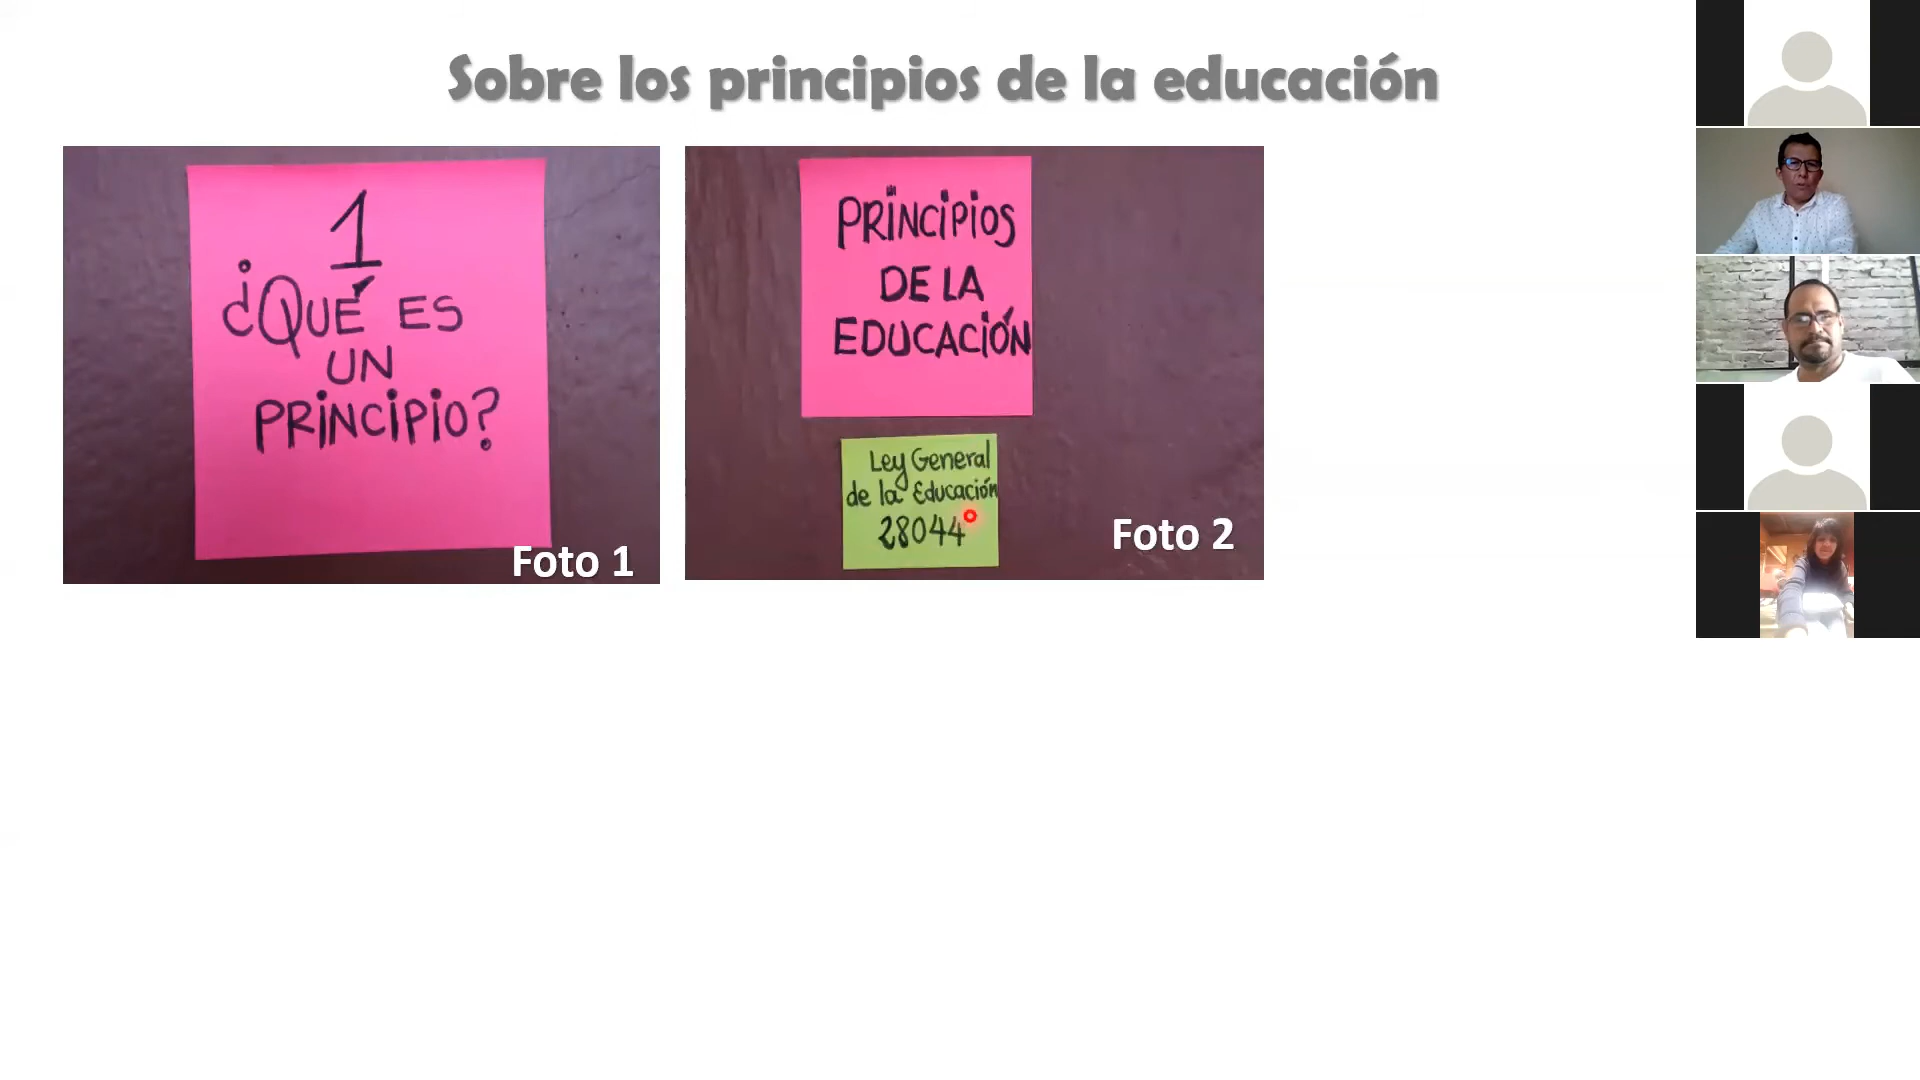 Sobre los principios de la educación
1
¿QUÉ ES
UN
PRINCIPIO?
Foto 1
PRINCIPIOS
DE LA
EDUCACIÓN
Ley General
de la Educación
28044
Foto 2